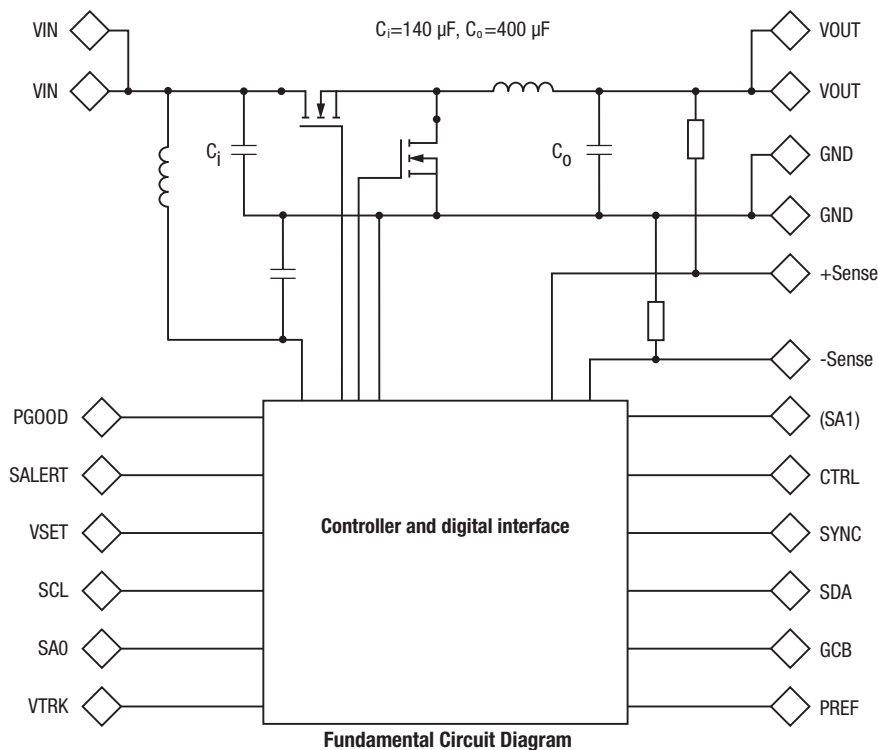 VIN
Cᵢ=140 µF, Cₒ=400 µF
VOUT
VIN
VOUT
Cᵢ
Cₒ
GND
GND
+Sense
-Sense
PGOOD
(SA1)
SALERT
CTRL
VSET
Controller and digital interface
SYNC
SCL
SDA
SA0
GCB
VTRK
PREF
Fundamental Circuit Diagram